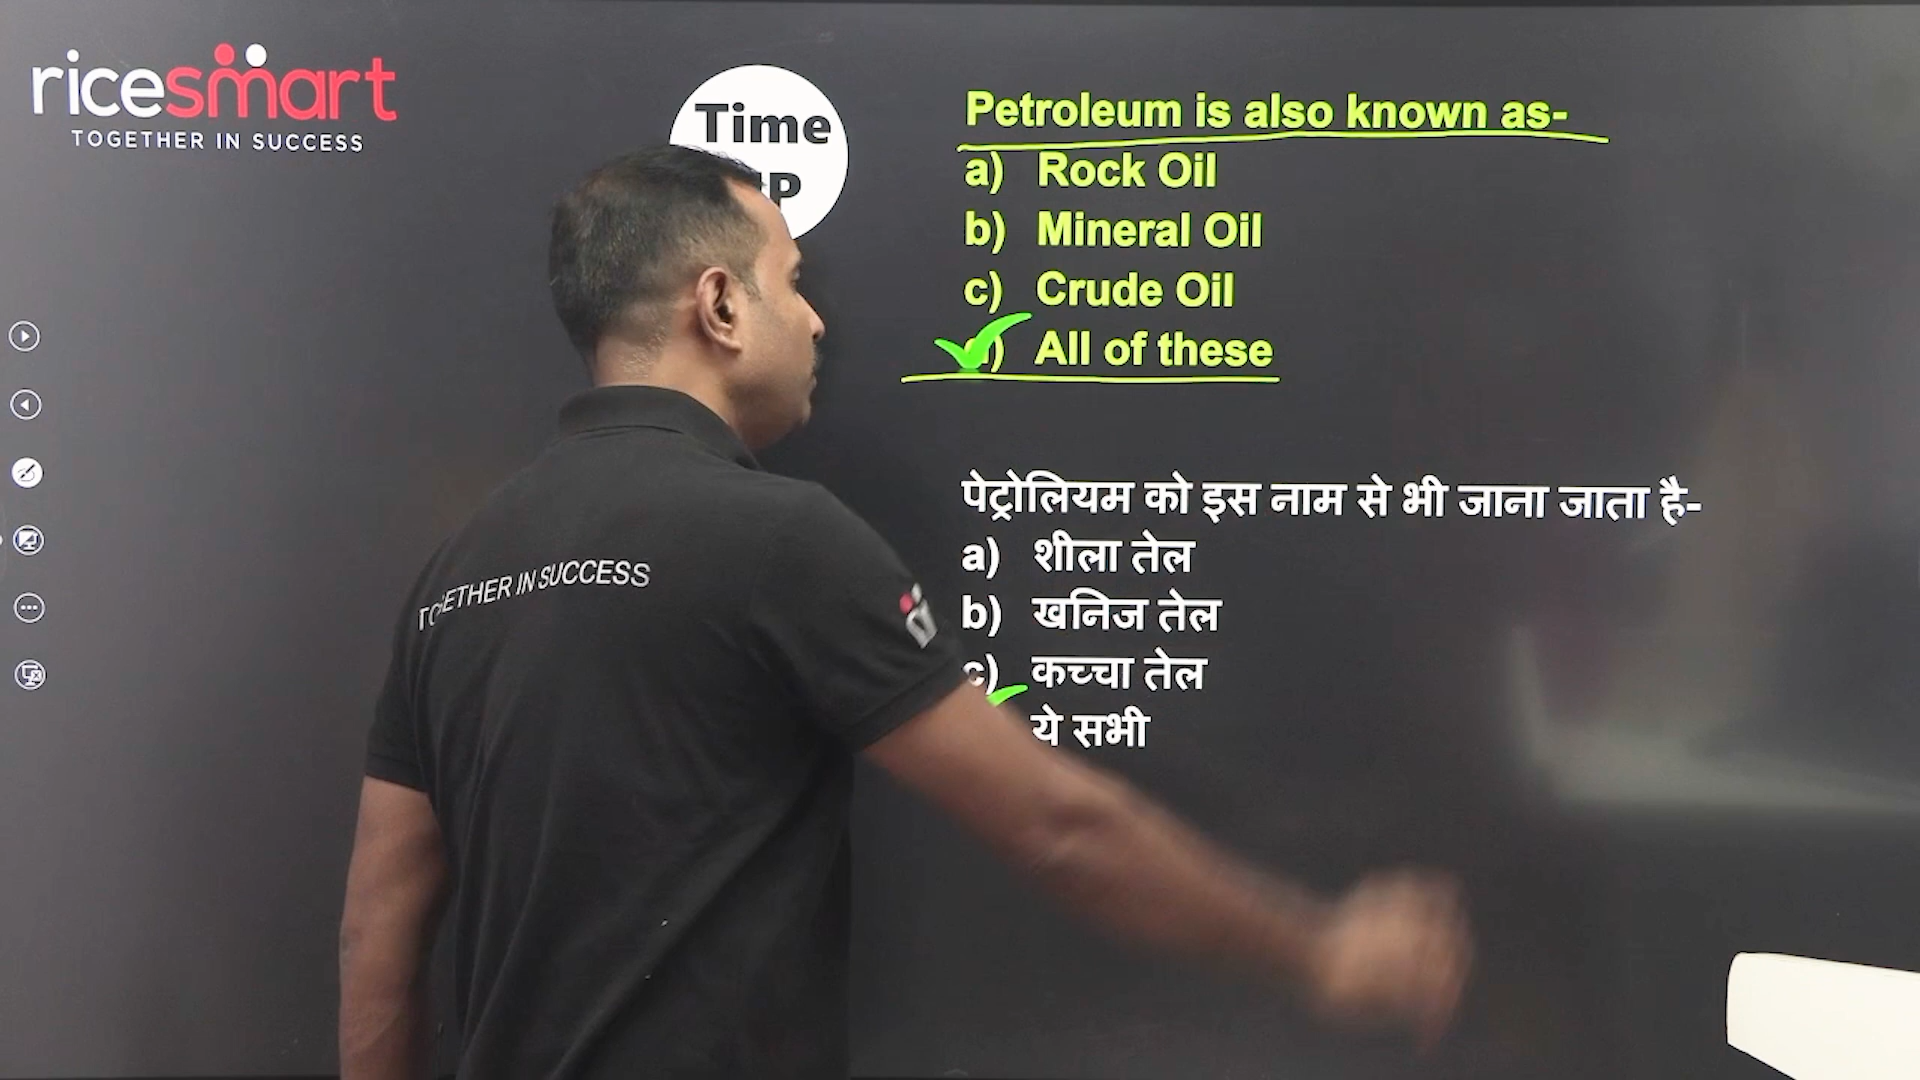 ricesmart
TOGETHER IN SUCCESS
Time
Petroleum is also known as-
a) Rock Oil
b) Mineral Oil
c) Crude Oil
All of these
पेट्रोलियम को इस नाम से भी जाना जाता है-
a) शीला तेल
b) खनिज तेल
c) कच्चा तेल
ये सभी
TOGETHER IN SUCCESS